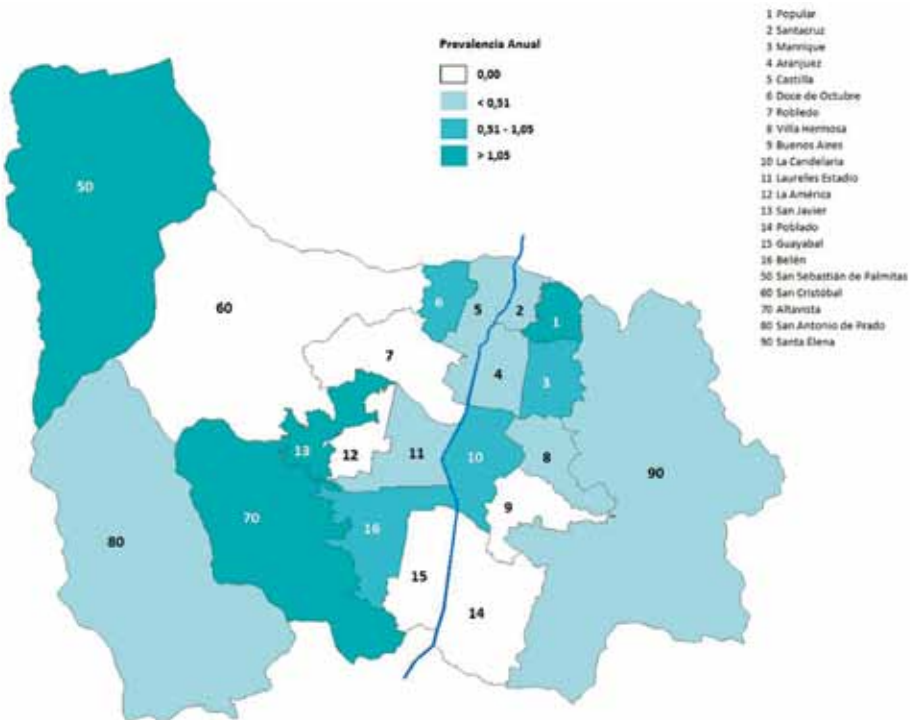 Prevalencia Anual
0,00
< 0,51
0,51 - 1,05
> 1,05
1 Popular
2 Santacruz
3 Manrique
4 Aranjuez
5 Castilla
6 Doce de Octubre
7 Robledo
8 Villa Hermosa
9 Buenos Aires
10 La Candelaria
11 Laureles Estadio
12 La América
13 San Javier
14 Poblado
15 Guayabal
16 Belén
50 San Sebastián de Palmitas
60 San Cristóbal
70 Altavista
80 San Antonio de Prado
90 Santa Elena
50
60
6
5
2
1
7
4
3
13
12
11
10
8
90
70
16
9
80
15
14